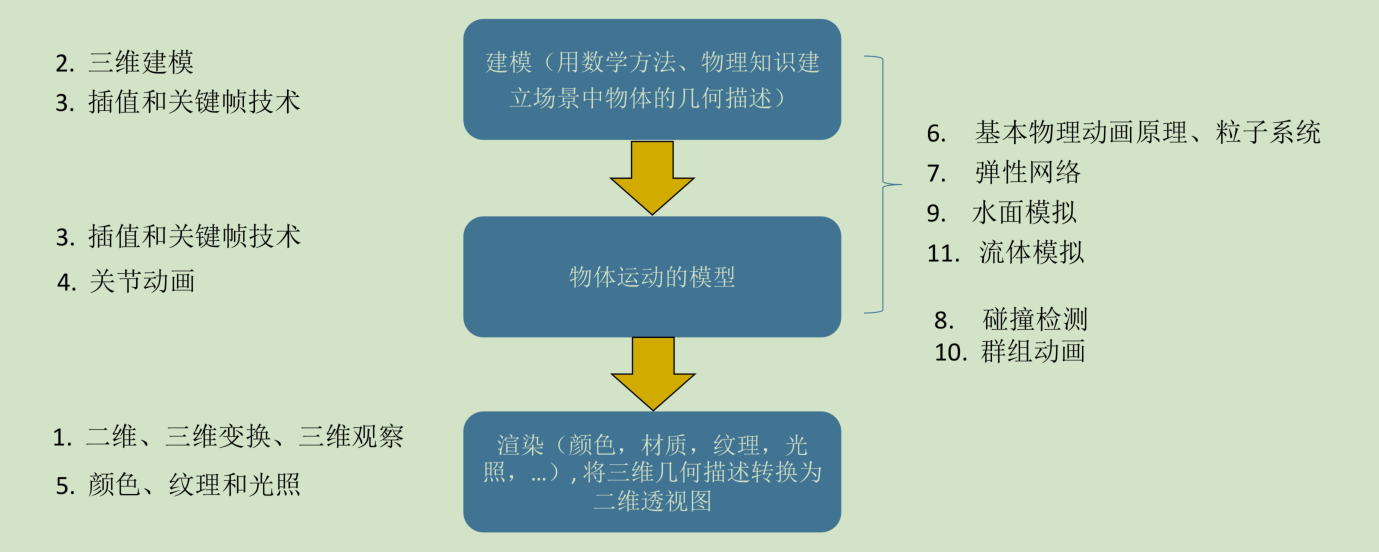 2. 三维建模
3. 插值和关键帧技术
建模（用数学方法、物理知识建
立场景中物体的几何描述）
6. 基本物理动画原理、粒子系统
7. 弹性网络
9. 水面模拟
11. 流体模拟
3. 插值和关键帧技术
4. 关节动画
物体运动的模型
8. 碰撞检测
10. 群组动画
1. 二维、三维变换、三维观察
5. 颜色、纹理和光照
渲染（颜色，材质，纹理，光
照，…）,将三维几何描述转换为
二维透视图